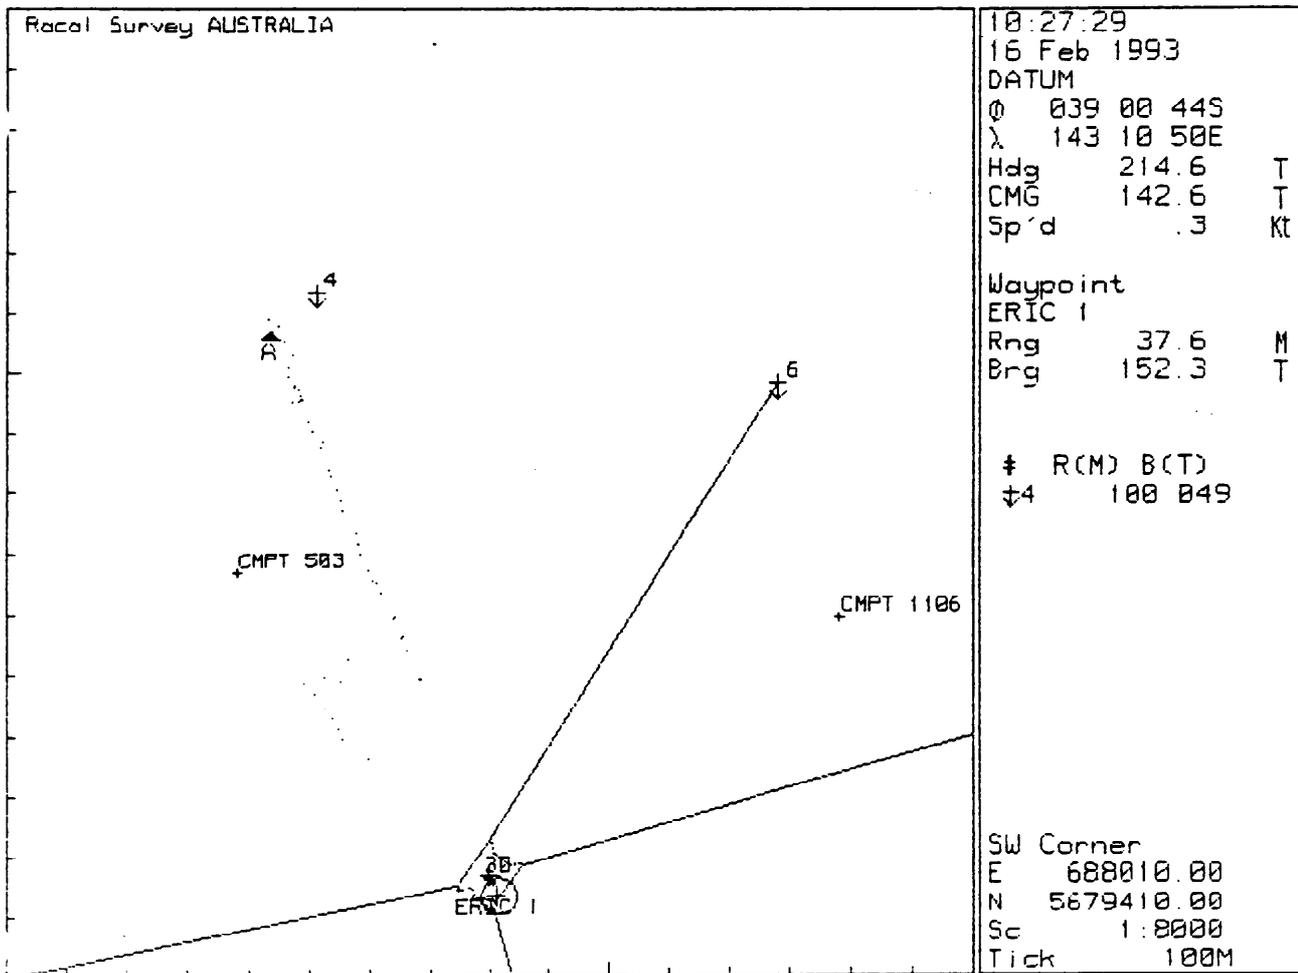 Racal Survey AUSTRALIA
4
A
6
CMPT 503
CMPT 1106
ERIC 1
10:27:29
16 Feb 1993
DATUM
Φ 039 00 44S
λ 143 10 50E
Hdg 214.6 T
CMG 142.6 T
Sp'd .3 Kt
Waypoint
ERIC 1
Rng 37.6 M
Brg 152.3 T
‡ R(M) B(T)
4 100 049
SW Corner
E 688010.00
N 5679410.00
Sc 1:8000
Tick 100M